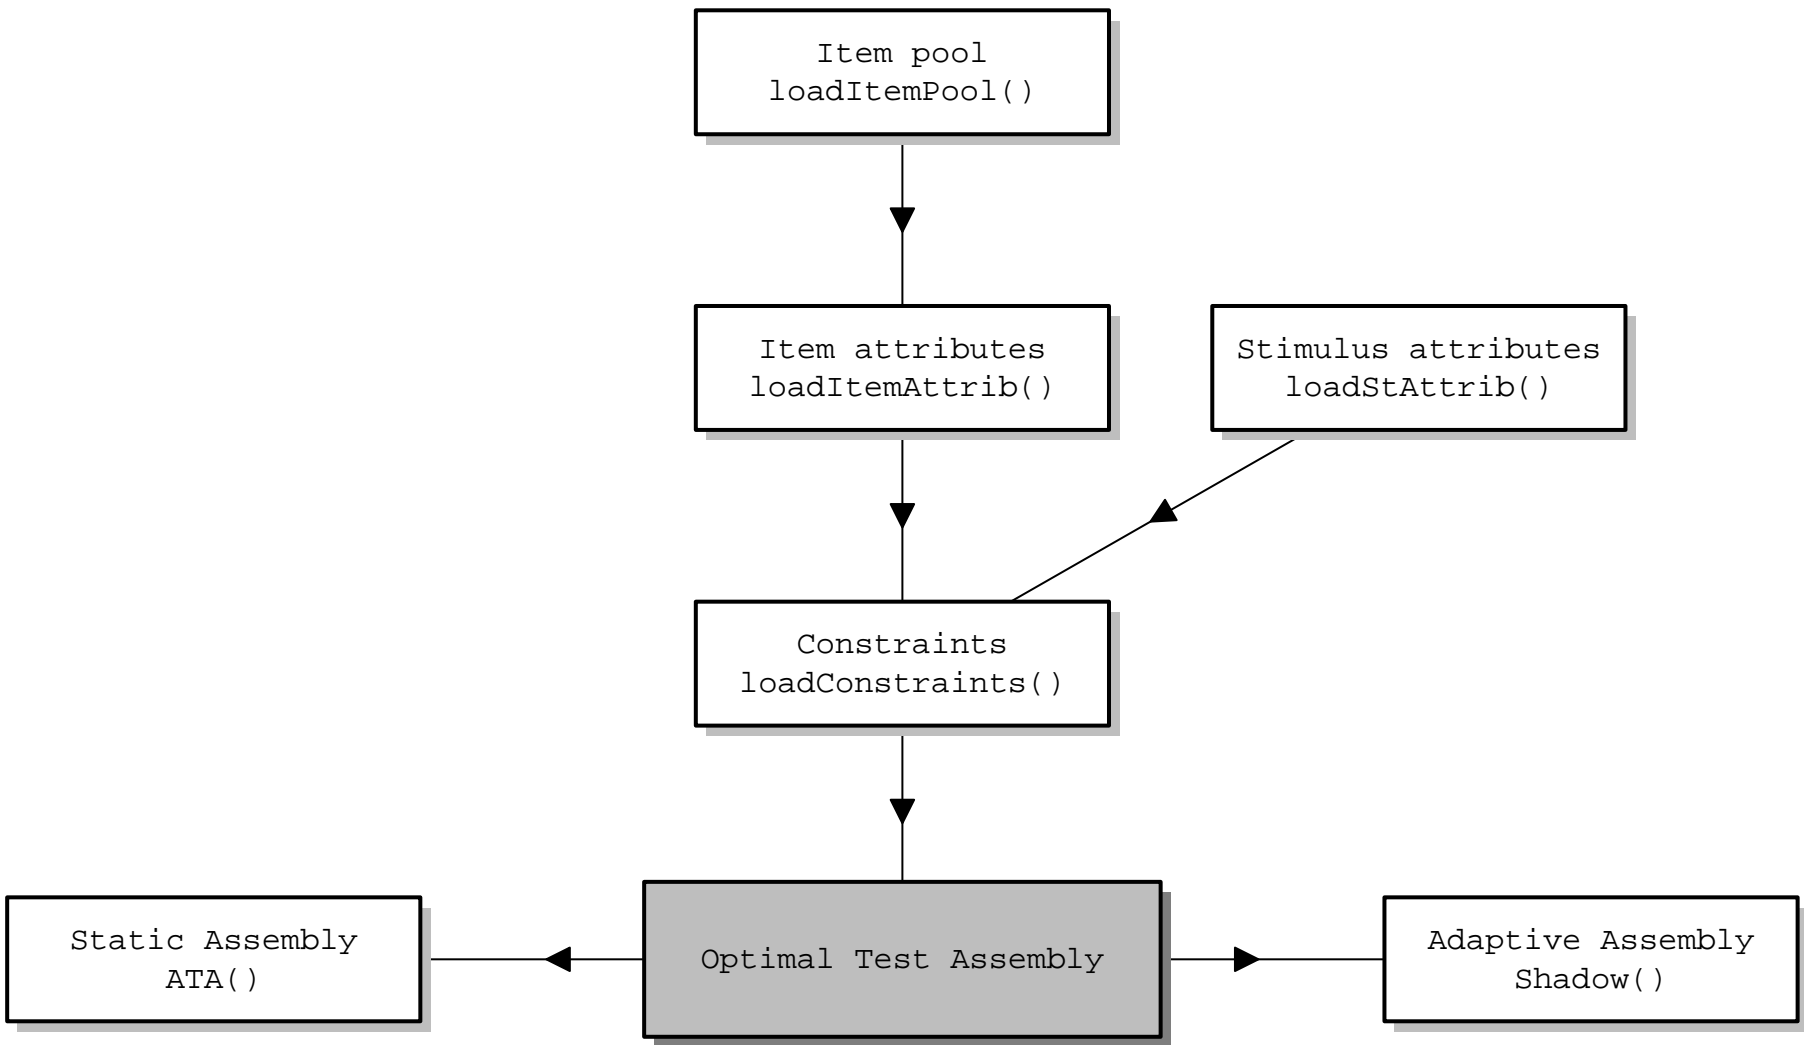 Item pool
loadItemPool()
Item attributes
loadItemAttrib()
Stimulus attributes
loadStAttrib()
Constraints
loadConstraints()
Static Assembly
ATA()
Optimal Test Assembly
Adaptive Assembly
Shadow()